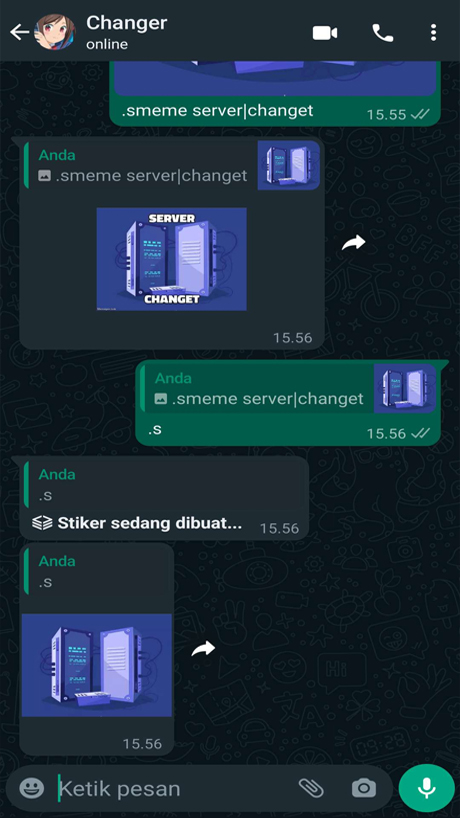 Changer
online
.smeme server|changet
15.55
Anda
.smeme server|changet
SERVER
CHANGET
15.56
Anda
.smeme server|changet
.s
15.56
Anda
.s
Stiker sedang dibuat...
15.56
Anda
.s
15.56
Ketik pesan